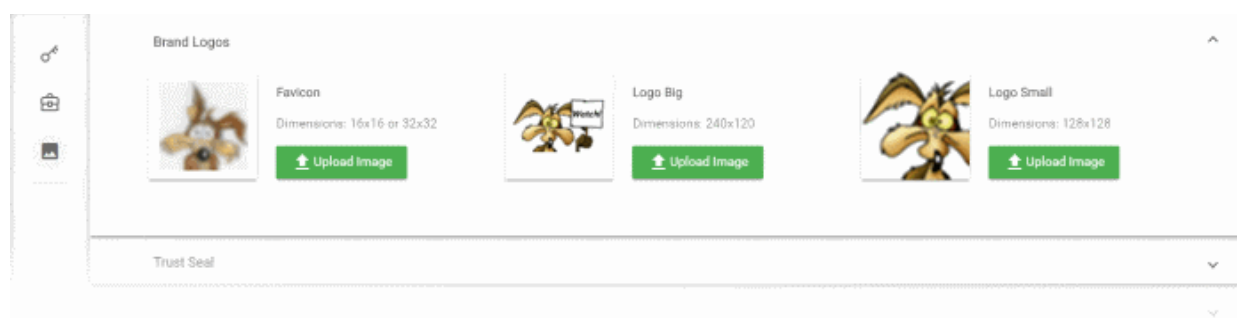 Brand Logos
Favicon
Dimensions: 16x16 or 32x32
Upload Image
Watch!
Logo Big
Dimensions: 240x120
Upload Image
Logo Small
Dimensions: 128x128
Upload Image
Trust Seal